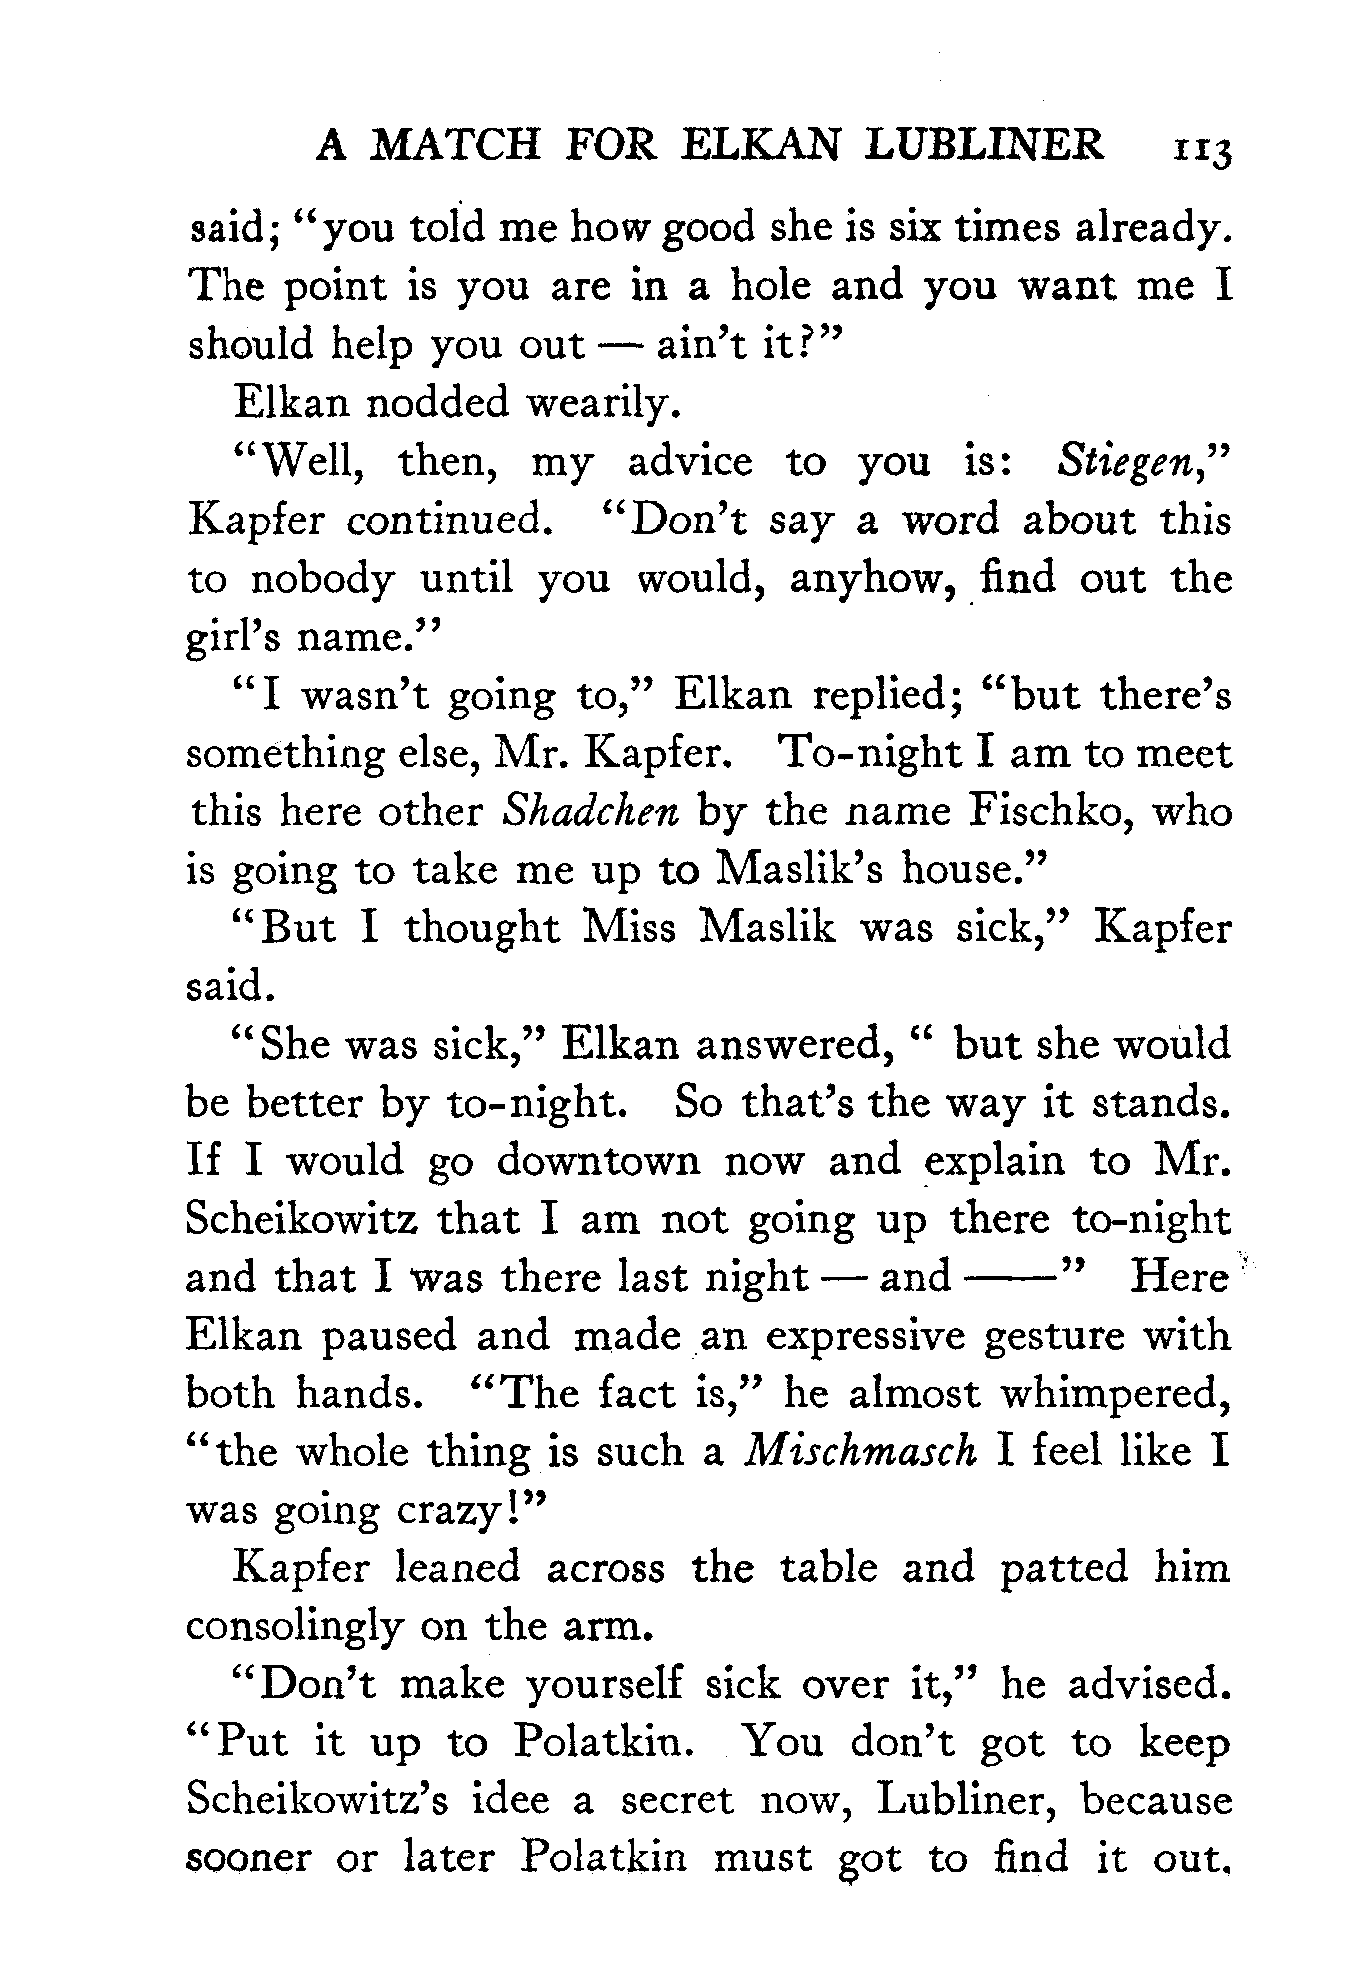 A MATCH FOR ELKAN LUBLINER 113
said; "you told me how good she is six times already.
The point is you are in a hole and you want me I
should help you out — ain't it?"
Elkan nodded wearily.
"Well, then, my advice to you is: Stiegen,"
Kapfer continued. "Don't say a word about this
to nobody until you would, anyhow, find out the
girl's name."
"I wasn't going to," Elkan replied; "but there's
something else, Mr. Kapfer. To-night I am to meet
this here other Shadchen by the name Fischko, who
is going to take me up to Maslik's house."
"But I thought Miss Maslik was sick," Kapfer
said.
"She was sick," Elkan answered, " but she would
be better by to-night. So that's the way it stands.
If I would go downtown now and explain to Mr.
Scheikowitz that I am not going up there to-night
and that I was there last night — and ——" Here
Elkan paused and made an expressive gesture with
both hands. "The fact is," he almost whimpered,
"the whole thing is such a Mischmasch I feel like I
was going crazy!"
Kapfer leaned across the table and patted him
consolingly on the arm.
"Don't make yourself sick over it," he advised.
"Put it up to Polatkin. You don't got to keep
Scheikowitz's idee a secret now, Lubliner, because
sooner or later Polatkin must got to find it out.